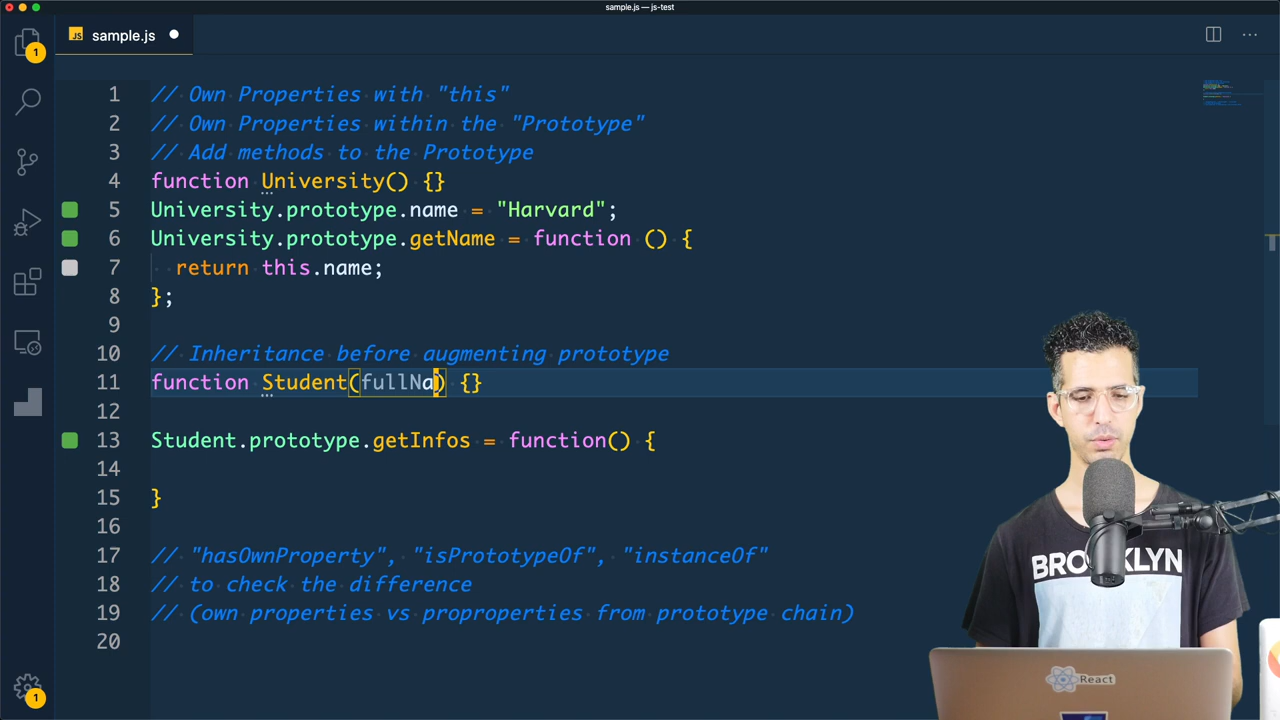 sample.js — js-test
JS sample.js
1
1 // Own Properties with "this"
2 // Own Properties within the "Prototype"
3 // Add methods to the Prototype
4 function University() {}
5 University.prototype.name = "Harvard";
6 University.prototype.getName = function () {
7 return this.name;
8 };
9
10 // Inheritance before augmenting prototype
11 function Student(fullNa) {}
12
13 Student.prototype.getInfos = function() {
14
15 }
16
17 // "hasOwnProperty", "isPrototypeOf", "instanceOf"
18 // to check the difference
19 // (own properties vs proproperties from prototype chain)
20
1
BROOKLYN
React